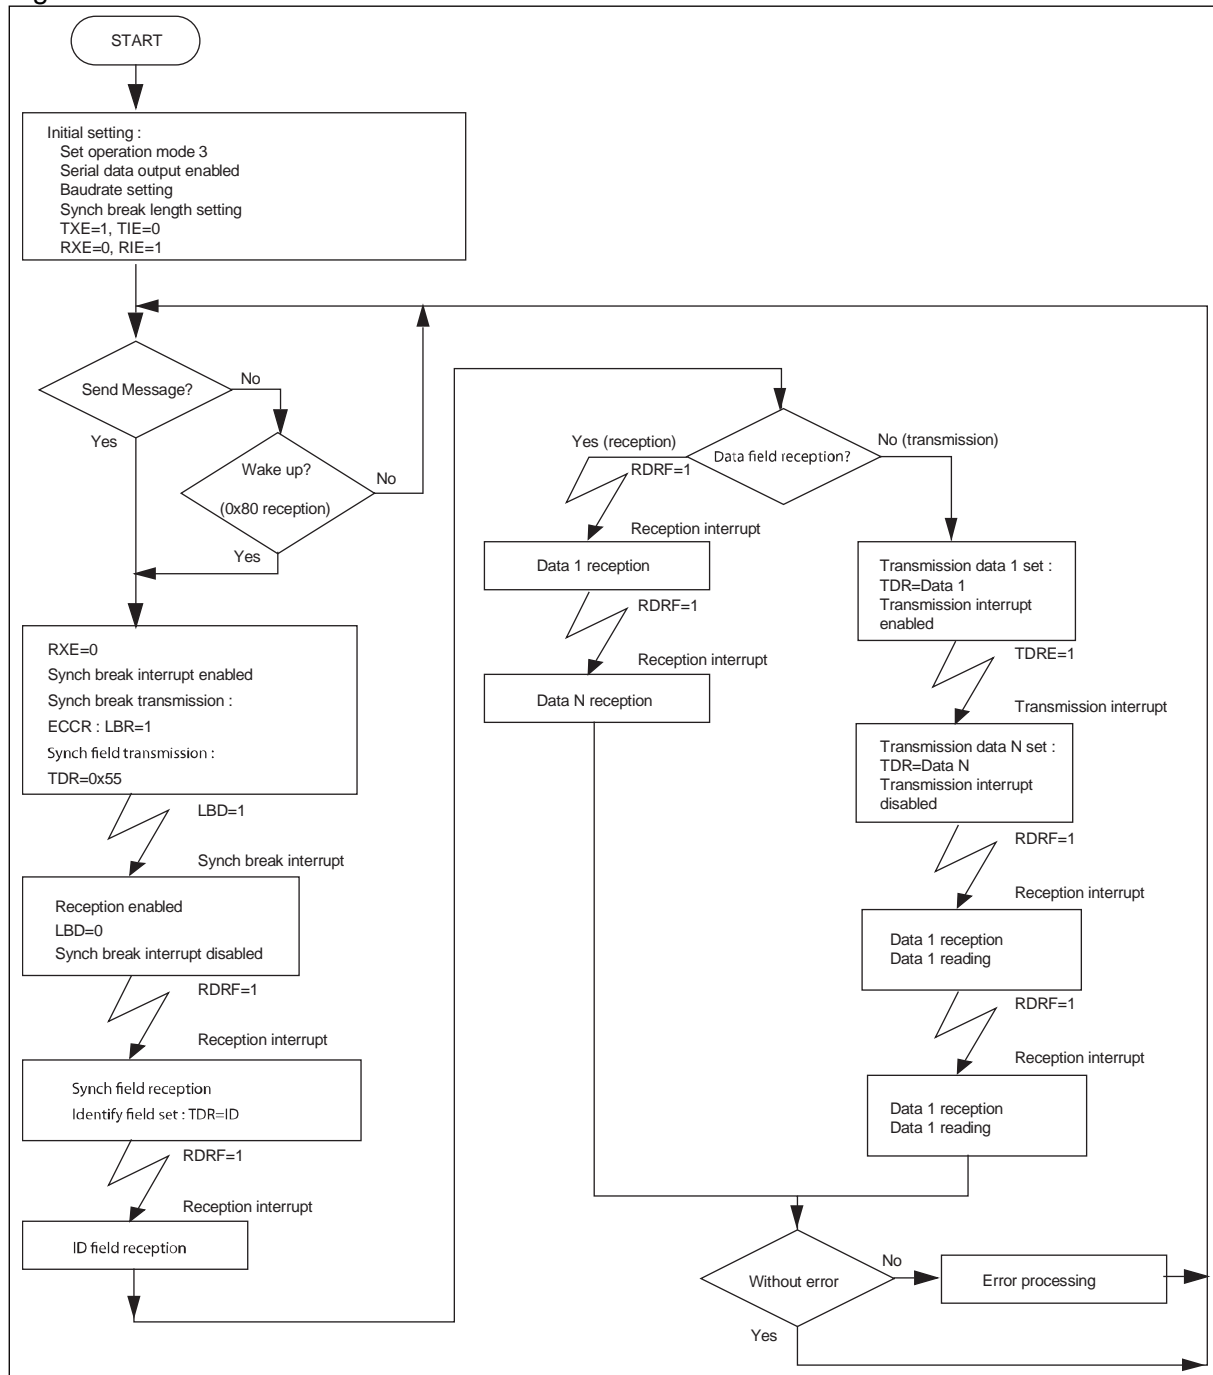 START
Initial setting :
Set operation mode 3
Serial data output enabled
Baudrate setting
Synch break length setting
TXE=1, TIE=0
RXE=0, RIE=1
Send Message?
No
Yes
Wake up?
(0x80 reception)
No
Yes
RXE=0
Synch break interrupt enabled
Synch break transmission :
ECCR : LBR=1
Synch field transmission :
TDR=0x55
LBD=1
Synch break interrupt
Reception enabled
LBD=0
Synch break interrupt disabled
RDRF=1
Reception interrupt
Synch field reception
Identify field set : TDR=ID
RDRF=1
Reception interrupt
ID field reception
Data field reception?
Yes (reception)
No (transmission)
RDRF=1
Reception interrupt
Data 1 reception
RDRF=1
Reception interrupt
Data N reception
Transmission data 1 set :
TDR=Data 1
Transmission interrupt
enabled
TDRE=1
Transmission interrupt
Transmission data N set :
TDR=Data N
Transmission interrupt
disabled
RDRF=1
Reception interrupt
Data 1 reception
Data 1 reading
RDRF=1
Reception interrupt
Data 1 reception
Data 1 reading
Without error
No
Error processing
Yes